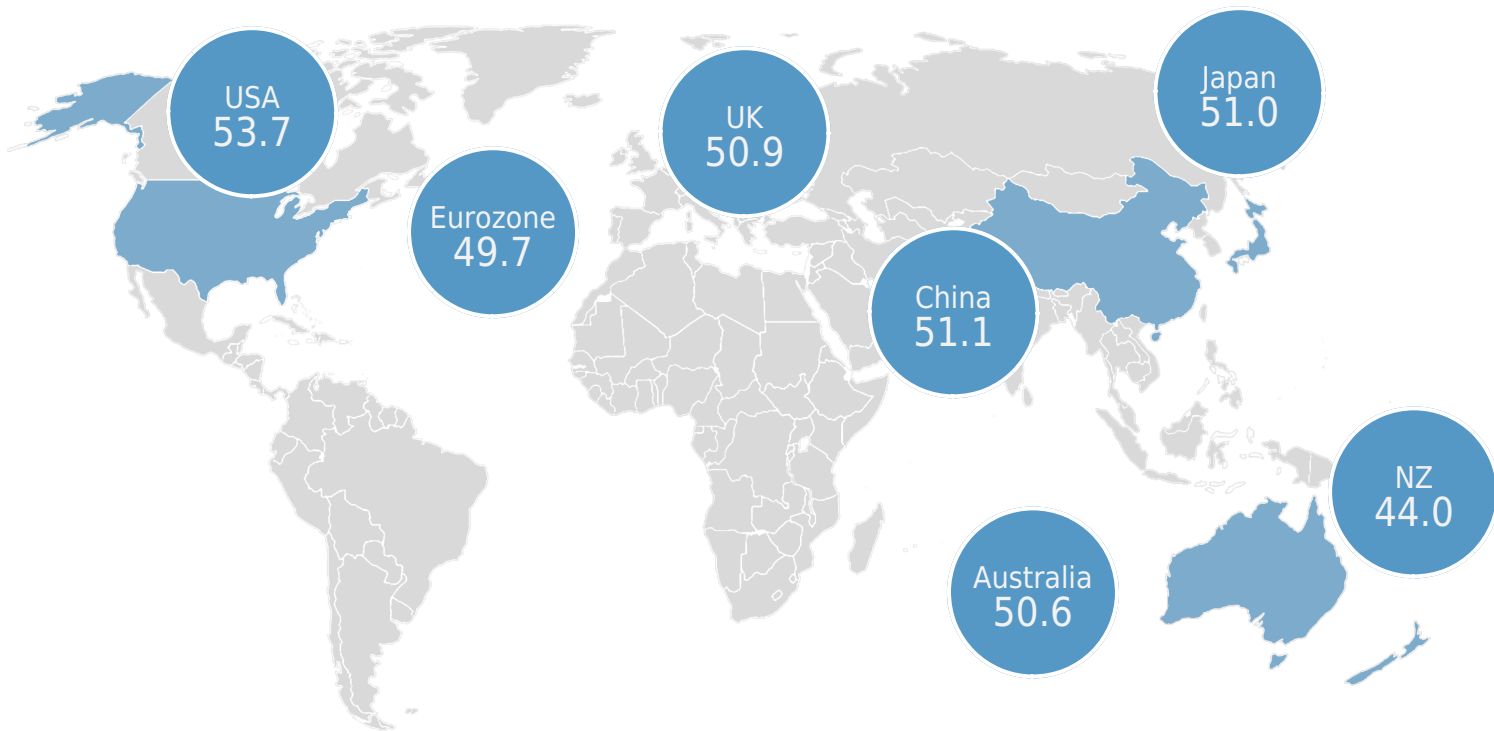 USA
53.7
Eurozone
49.7
UK
50.9
Japan
51.0
China
51.1
Australia
50.6
NZ
44.0